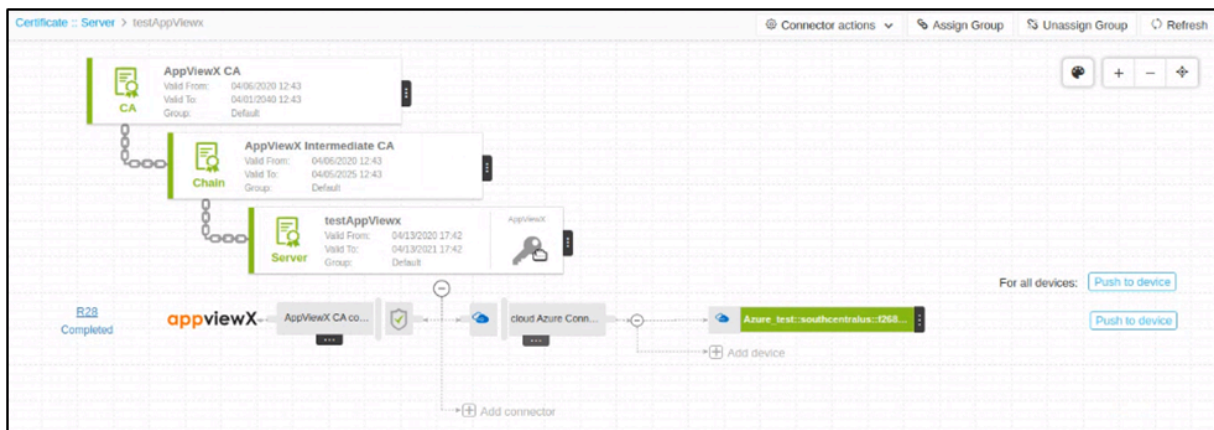 Certificate :: Server > testAppViewx
Connector actions
Assign Group
Unassign Group
Refresh
AppViewX CA
Valid From: 04/06/2020 12:43
Valid To: 04/01/2040 12:43
Group: Default
CA
AppViewX Intermediate CA
Valid From: 04/06/2020 12:43
Valid To: 04/05/2025 12:43
Group: Default
Chain
testAppViewx
Valid From: 04/13/2020 17:42
Valid To: 04/13/2021 17:42
Group: Default
Server
AppViewX
For all devices: Push to device
R28
Completed
appviewX
AppViewX CA co...
cloud Azure Conn...
Azure_test::southcentralus::f268...
Push to device
Add device
Add connector